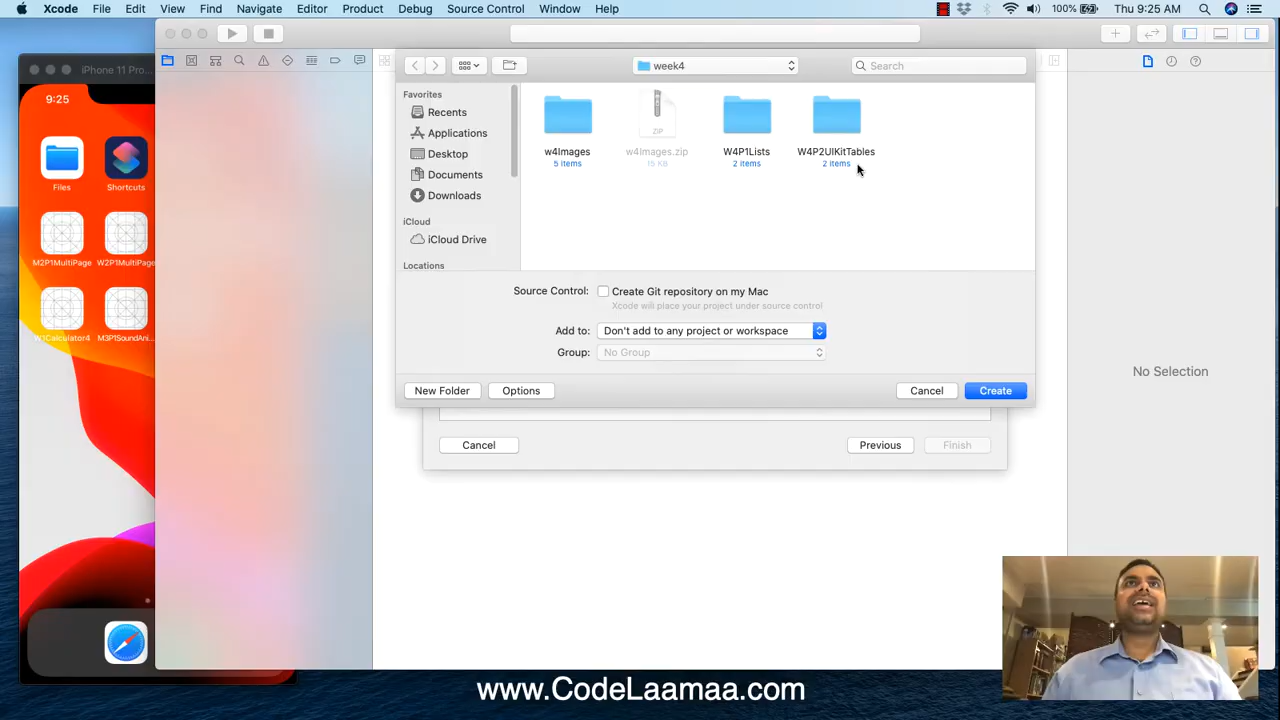 Xcode File Edit View Find Navigate Editor Product Debug Source Control Window Help
100% Thu 9:25 AM
iPhone 11 Pro...
9:25
Files
Shortcuts
M2P1MultiPage
W2P1MultiPage
W1Calculator4
M3P1SoundAni...
week4
Search
Favorites
Recents
Applications
Desktop
Documents
Downloads
iCloud
iCloud Drive
Locations
w4Images
5 items
ZIP
w4Images.zip
15 KB
W4P1Lists
2 items
W4P2UIKitTables
2 items
Source Control: Create Git repository on my Mac
Xcode will place your project under source control
Add to: Don't add to any project or workspace
Group: No Group
New Folder Options Cancel Create
Cancel Previous Finish
No Selection
www.CodeLaamaa.com